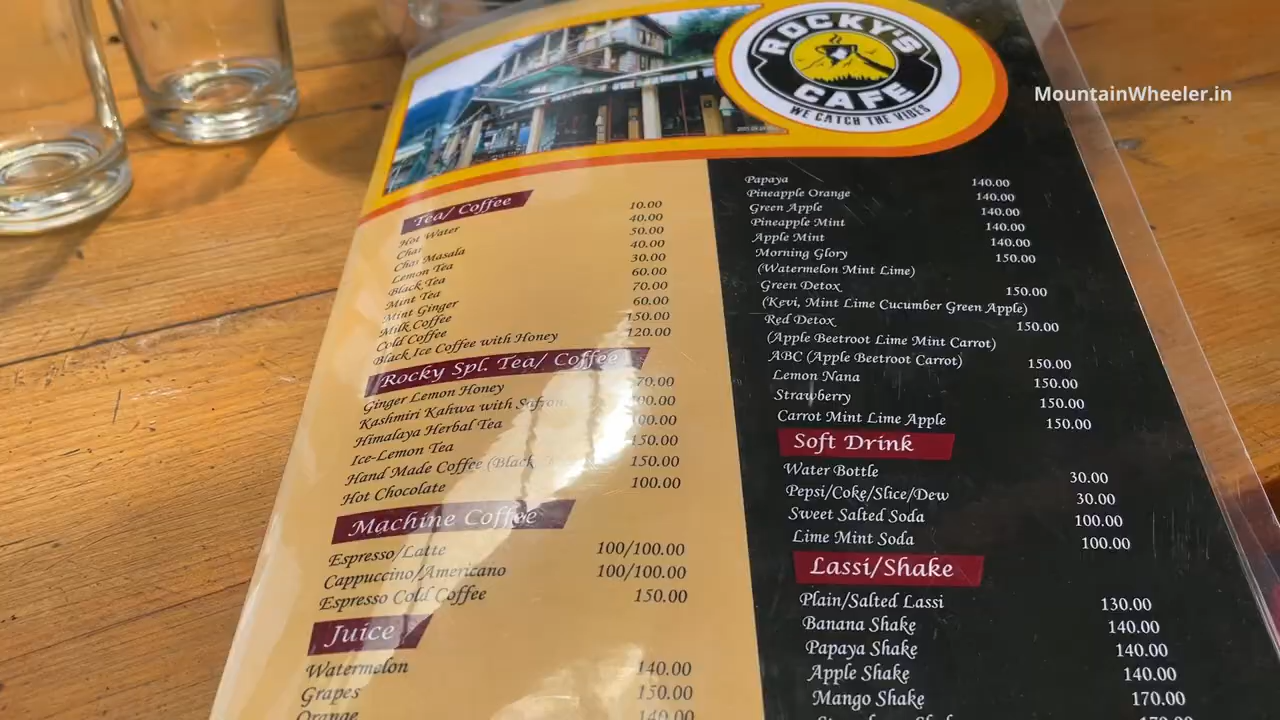 ROCKY'S
CAFE
WE CATCH THE VIBES
MountainWheeler.in
Tea/ Coffee
Hot Water 10.00
Chai 40.00
Chai Masala 50.00
Lemon Tea 40.00
Black Tea 30.00
Mint Tea 60.00
Mint Ginger 70.00
Milk Coffee 60.00
Cold Coffee 150.00
Black Ice Coffee with Honey 120.00
Rocky Spl. Tea/ Coffee
Ginger Lemon Honey 70.00
Kashmiri Kahwa with Safron
Himalaya Herbal Tea
Ice-Lemon Tea 150.00
Hand Made Coffee (Black 150.00
Hot Chocolate 100.00
Machine Coffee
Espresso/Latte 100/100.00
Cappuccino/Americano 100/100.00
Espresso Cold Coffee 150.00
Juice
Watermelon 140.00
Grapes 150.00
Orange 140.00
Papaya 140.00
Pineapple Orange 140.00
Green Apple 140.00
Pineapple Mint 140.00
Apple Mint 140.00
Morning Glory 150.00
(Watermelon Mint Lime)
Green Detox 150.00
(Kevi, Mint Lime Cucumber Green Apple)
Red Detox 150.00
(Apple Beetroot Lime Mint Carrot)
ABC (Apple Beetroot Carrot) 150.00
Lemon Nana 150.00
Strawberry 150.00
Carrot Mint Lime Apple 150.00
Soft Drink
Water Bottle 30.00
Pepsi/Coke/Slice/Dew 30.00
Sweet Salted Soda 100.00
Lime Mint Soda 100.00
Lassi/Shake
Plain/Salted Lassi 130.00
Banana Shake 140.00
Papaya Shake 140.00
Apple Shake 140.00
Mango Shake 170.00